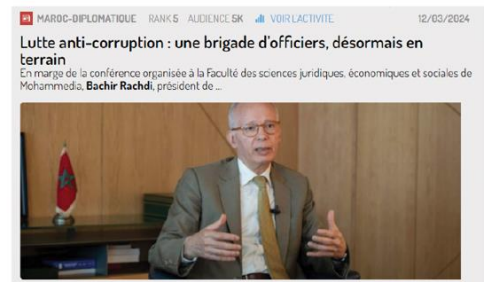 MAROC-DIPLOMATIQUE RANK 5 AUDIENCE 5K VOIR L'ACTIVITE 12/03/2024
Lutte anti-corruption : une brigade d'officiers, désormais en
terrain
En marge de la conférence organisée à la Faculté des sciences juridiques, économiques et sociales de
Mohammedia, Bachir Rachdi, président de ...